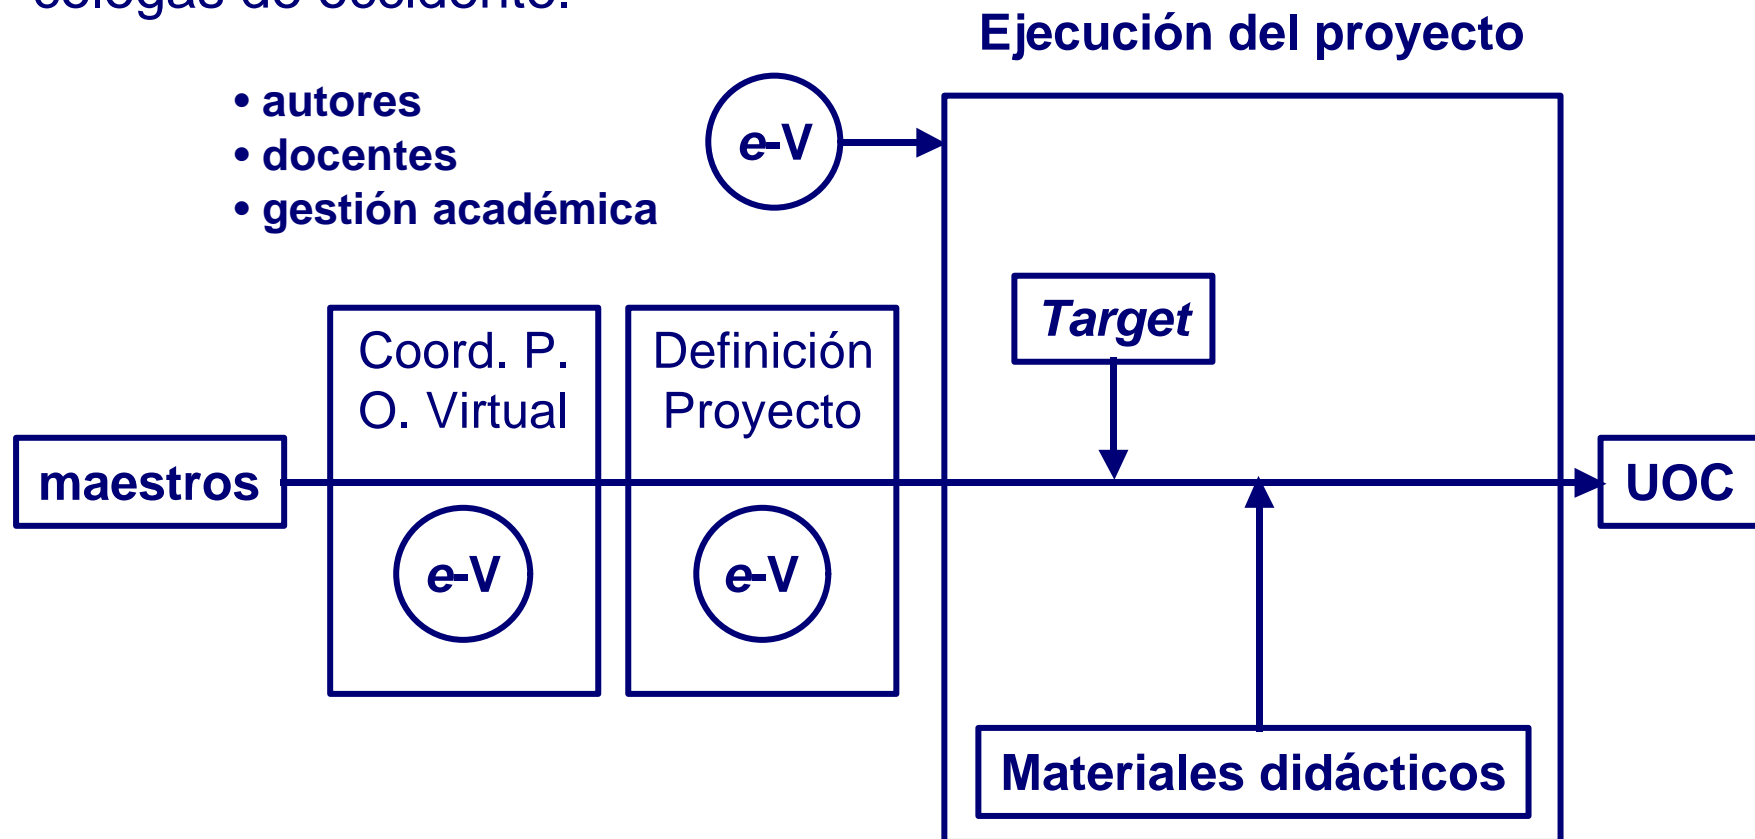 Ejecución del proyecto
• autores
• docentes
• gestión académica
e-V
Target
Coord. P.
O. Virtual
Definición
Proyecto
maestros
UOC
e-V
e-V
Materiales didácticos